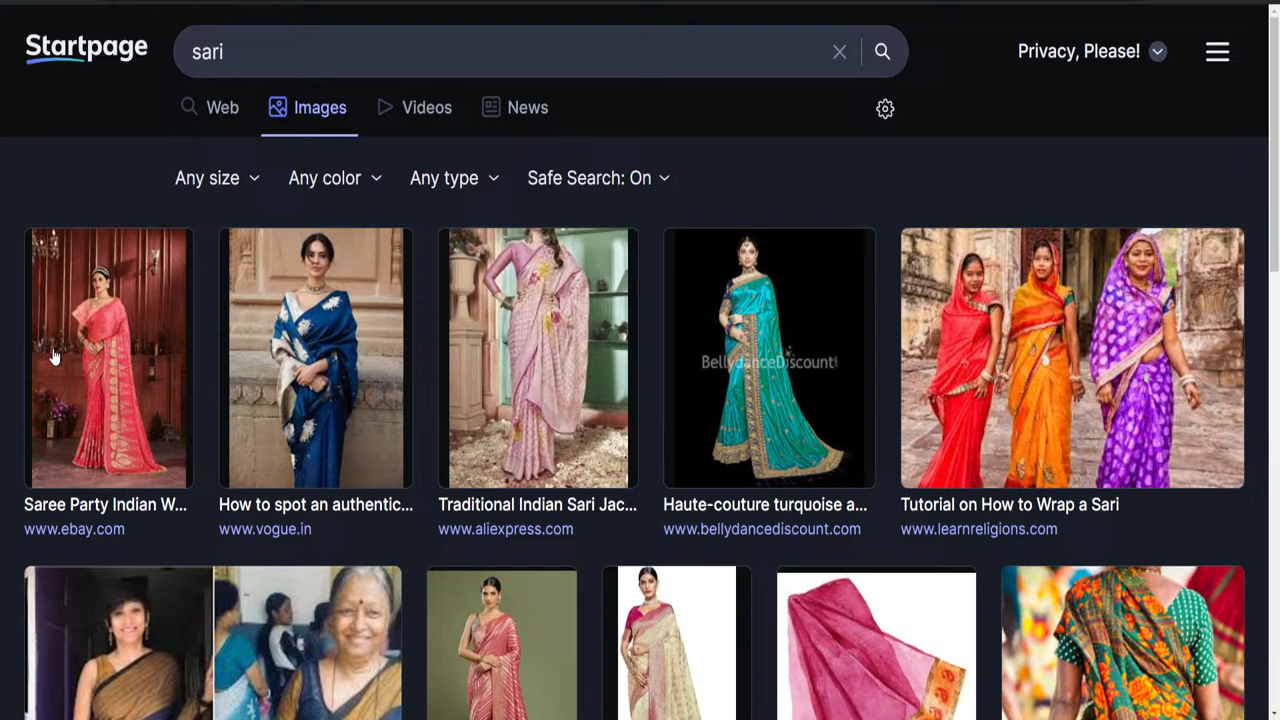 Startpage
sari
Privacy, Please!
Web
Images
Videos
News
Any size
Any color
Any type
Safe Search: On
BellydanceDiscount
Saree Party Indian W...
www.ebay.com
How to spot an authentic...
www.vogue.in
Traditional Indian Sari Jac...
www.aliexpress.com
Haute-couture turquoise a...
www.bellydancediscount.com
Tutorial on How to Wrap a Sari
www.learnreligions.com